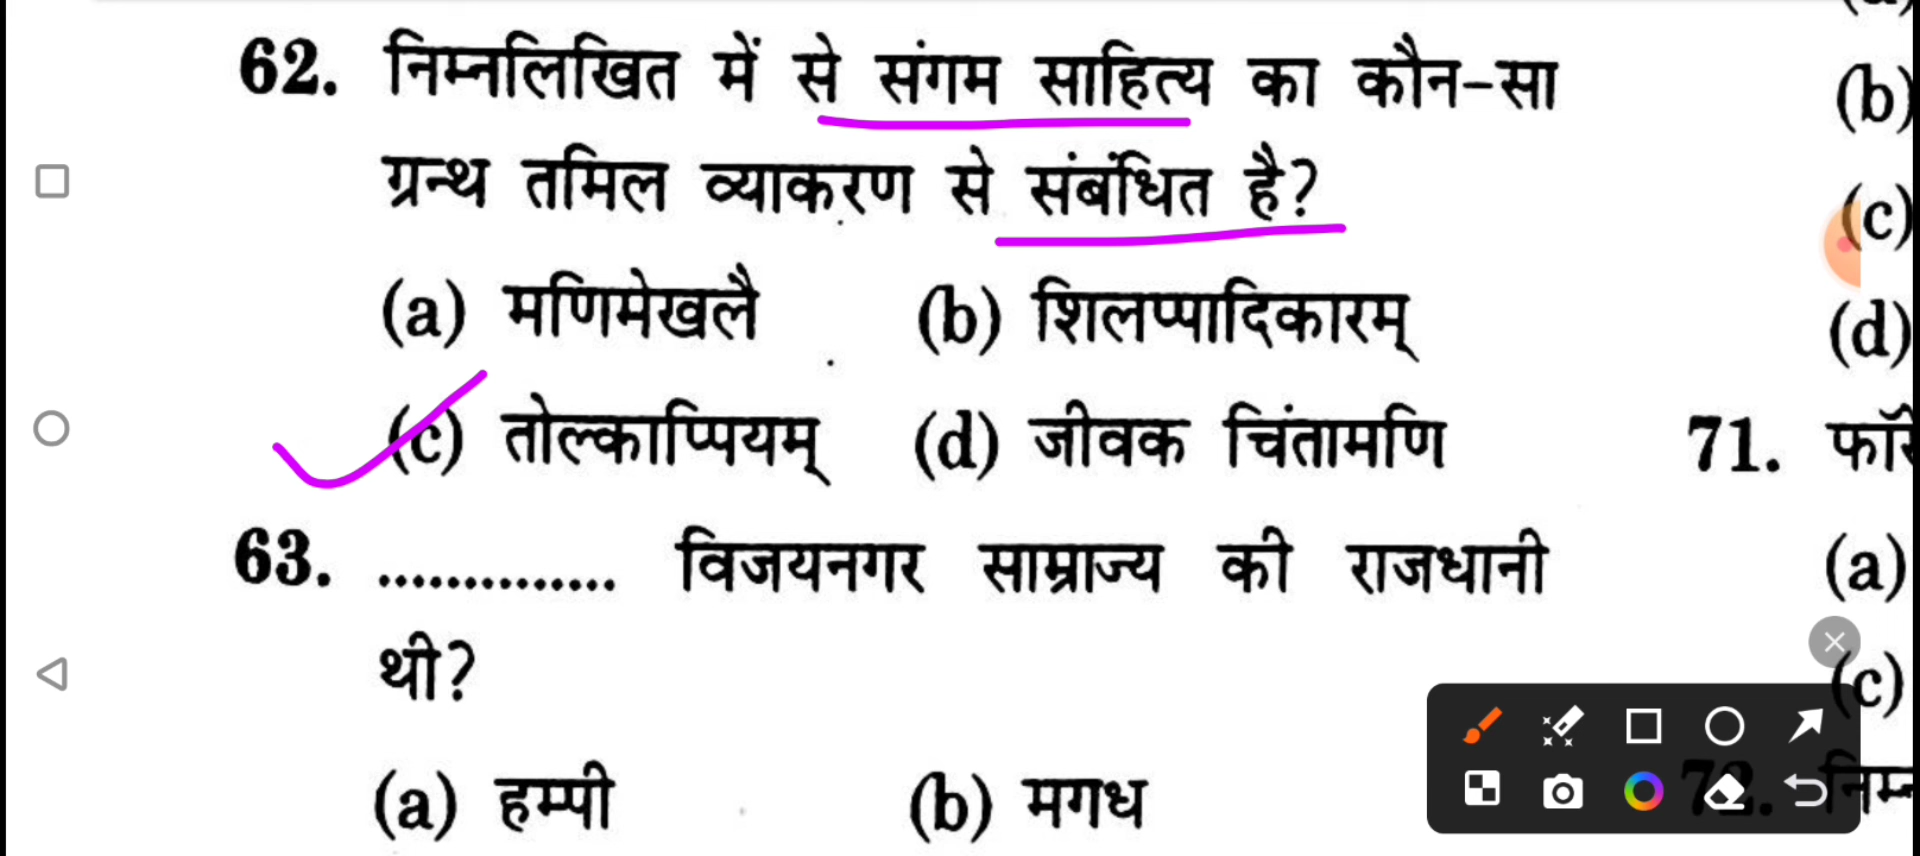 62. निम्नलिखित में से संगम साहित्य का कौन-सा
ग्रन्थ तमिल व्याकरण से संबंधित है?
(a) मणिमेखलै (b) शिलप्पादिकारम्
(c) तोल्काप्पियम् (d) जीवक चिंतामणि
63. .............. विजयनगर साम्राज्य की राजधानी
थी?
(a) हम्पी (b) मगध
(b)
(c)
(d)
71.
(a)
(c)
72.